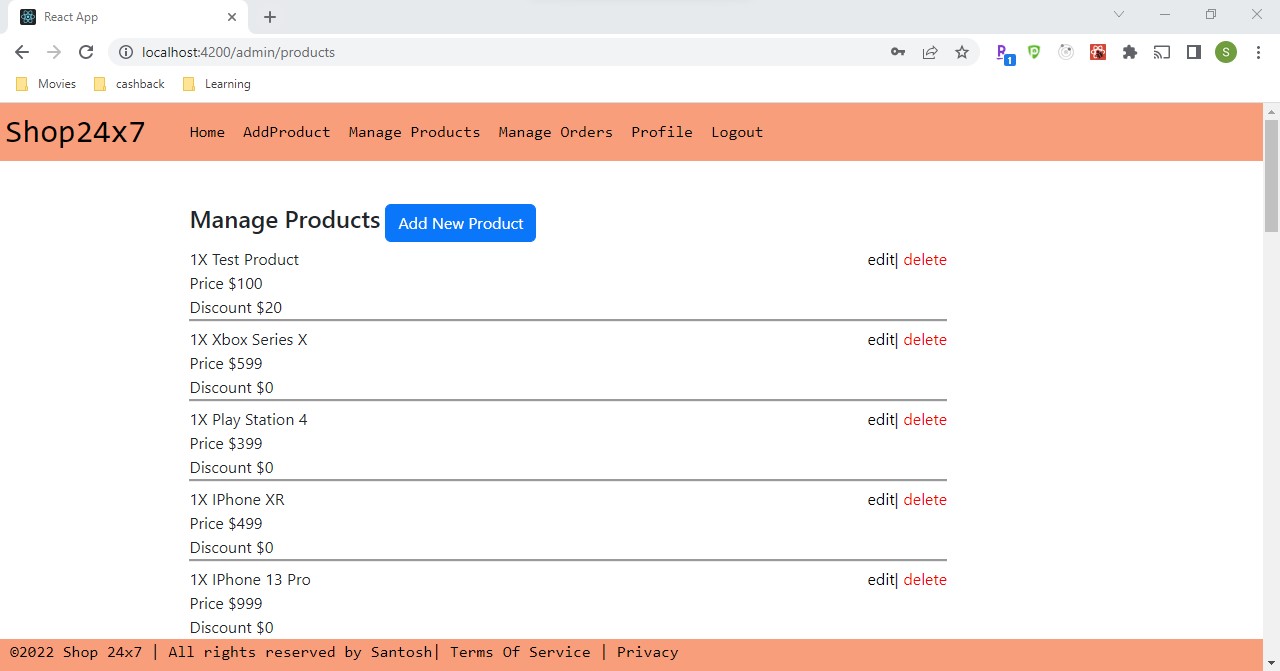 React App
localhost:4200/admin/products
1
S
Movies cashback Learning
Shop24x7 Home AddProduct Manage Products Manage Orders Profile Logout
Manage Products Add New Product
1X Test Product edit| delete
Price $100
Discount $20
1X Xbox Series X edit| delete
Price $599
Discount $0
1X Play Station 4 edit| delete
Price $399
Discount $0
1X IPhone XR edit| delete
Price $499
Discount $0
1X IPhone 13 Pro edit| delete
Price $999
Discount $0
©2022 Shop 24x7 | All rights reserved by Santosh| Terms Of Service | Privacy